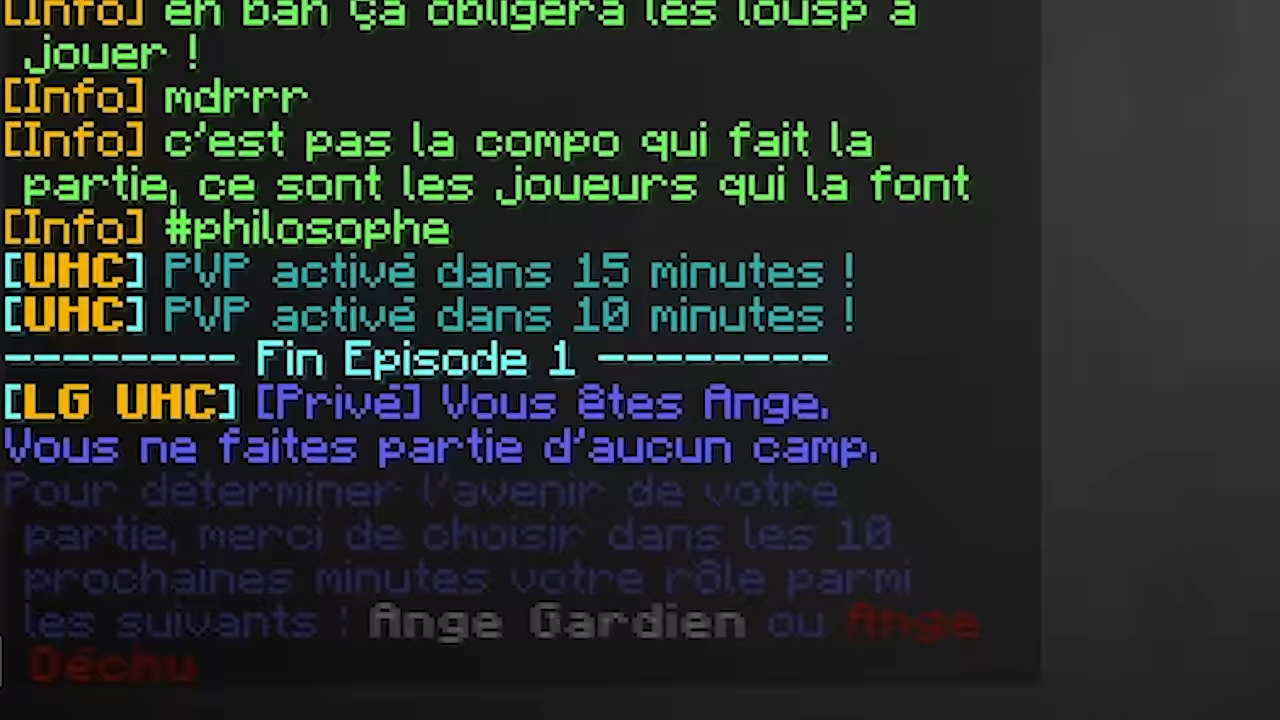 [Info] eh bah ça obligera les lousp à
jouer !
[Info] mdrrr
[Info] c'est pas la compo qui fait la
partie, ce sont les joueurs qui la font
[Info] #philosophe
[UHC] PVP activé dans 15 minutes !
[UHC] PVP activé dans 10 minutes !
-------- Fin Episode 1 --------
[LG UHC] [Privé] Vous êtes Ange.
Vous ne faites partie d'aucun camp.
Pour déterminer l'avenir de votre
partie, merci de choisir dans les 10
prochaines minutes votre rôle parmi
les suivants : Ange Gardien ou Ange
Déchu